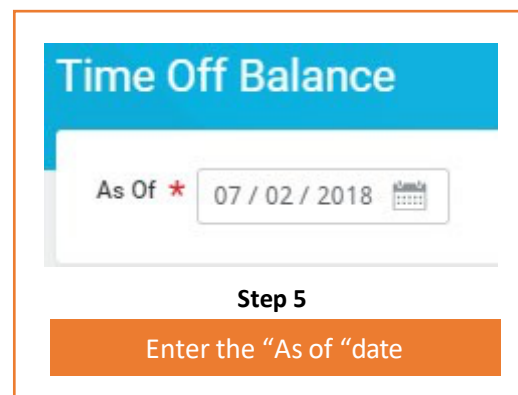 Time Off Balance
As Of * 07 / 02 / 2018
Step 5
Enter the “As of “date